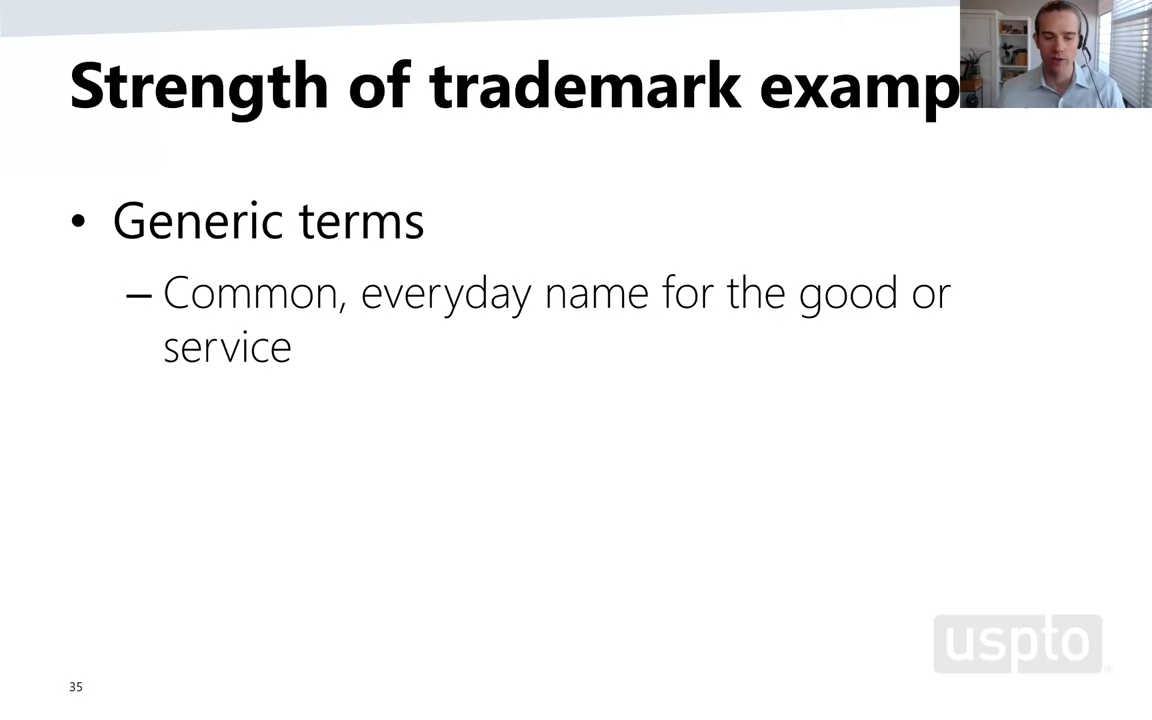 Strength of trademark examp
• Generic terms
– Common, everyday name for the good or
service
uspto®
35